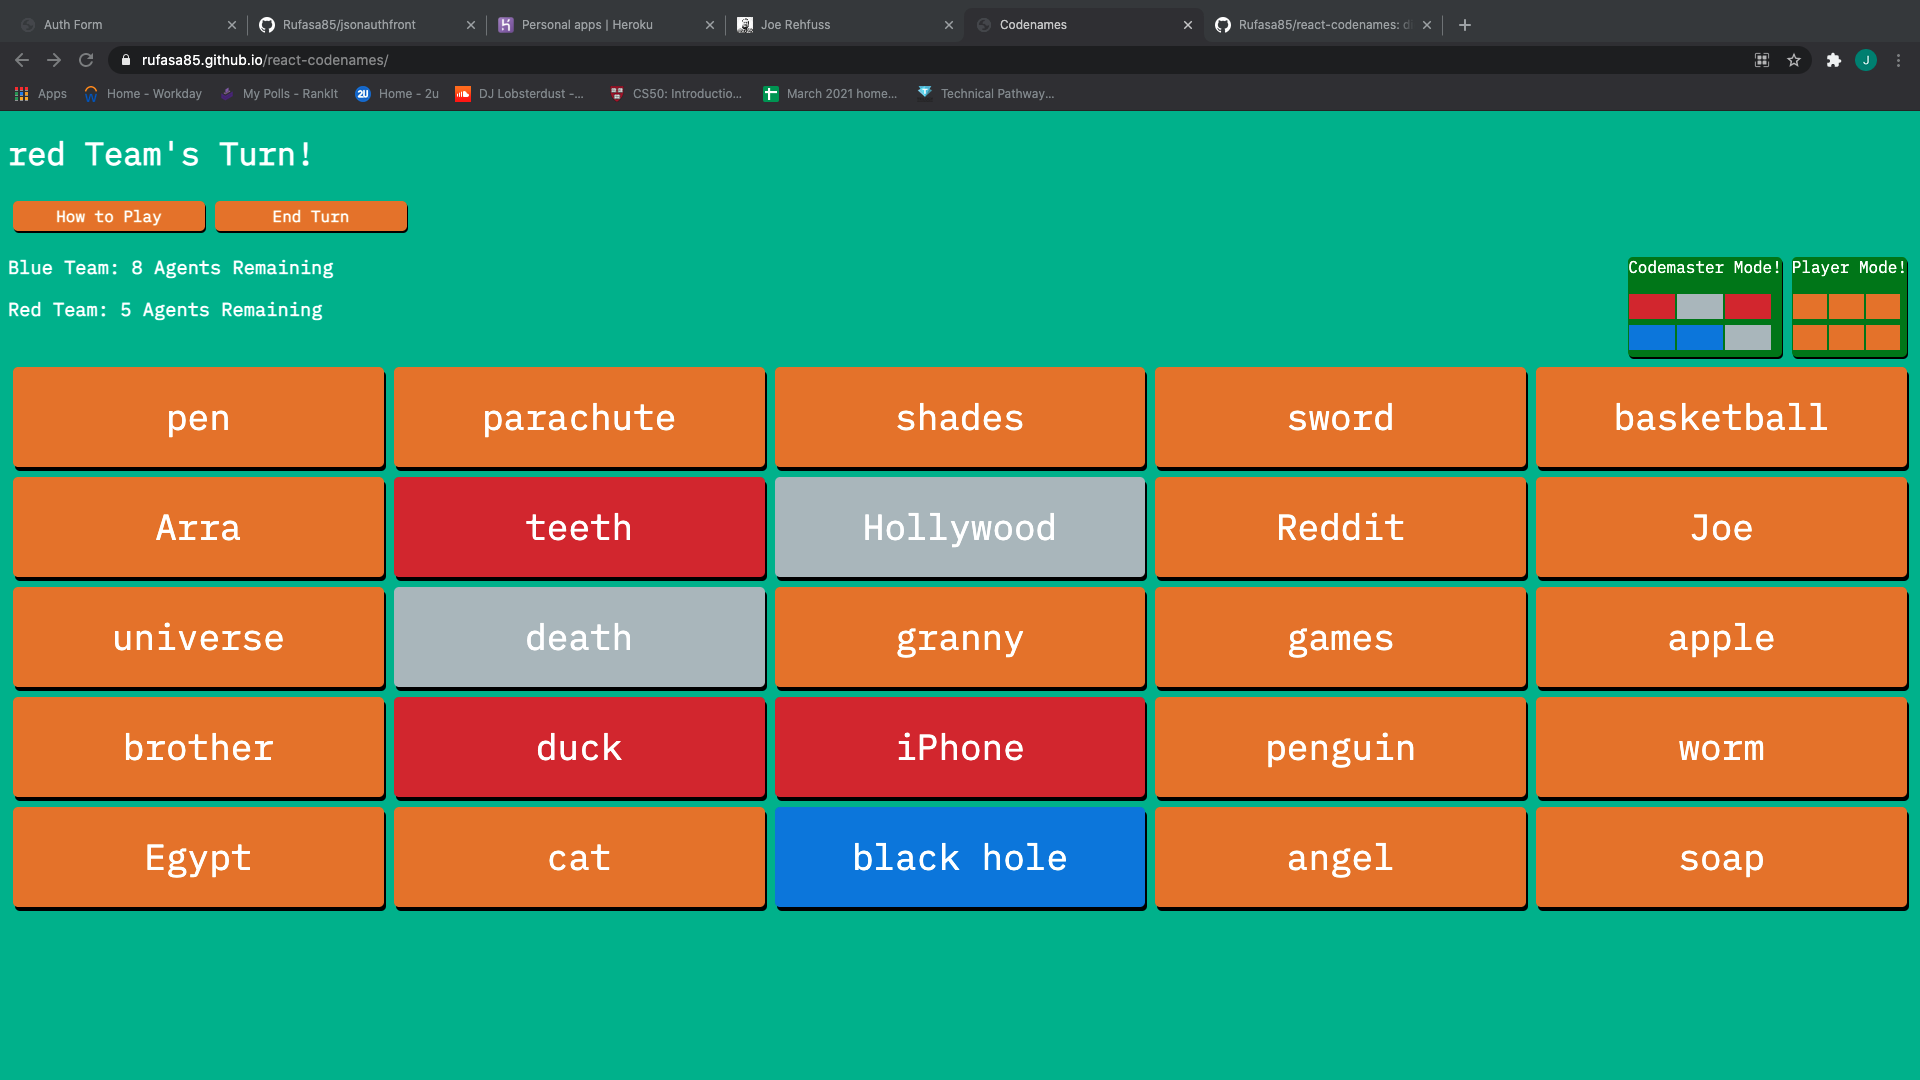 Auth Form
Rufasa85/jsonauthfront
Personal apps | Heroku
Joe Rehfuss
Codenames
Rufasa85/react-codenames: d
rufasa85.github.io/react-codenames/
J
Apps
Home - Workday
My Polls - RankIt
2U Home - 2u
DJ Lobsterdust -...
CS50: Introductio...
March 2021 home...
Technical Pathway...
red Team's Turn!
How to Play
End Turn
Blue Team: 8 Agents Remaining
Red Team: 5 Agents Remaining
Codemaster Mode!
Player Mode!
pen
parachute
shades
sword
basketball
Arra
teeth
Hollywood
Reddit
Joe
universe
death
granny
games
apple
brother
duck
iPhone
penguin
worm
Egypt
cat
black hole
angel
soap